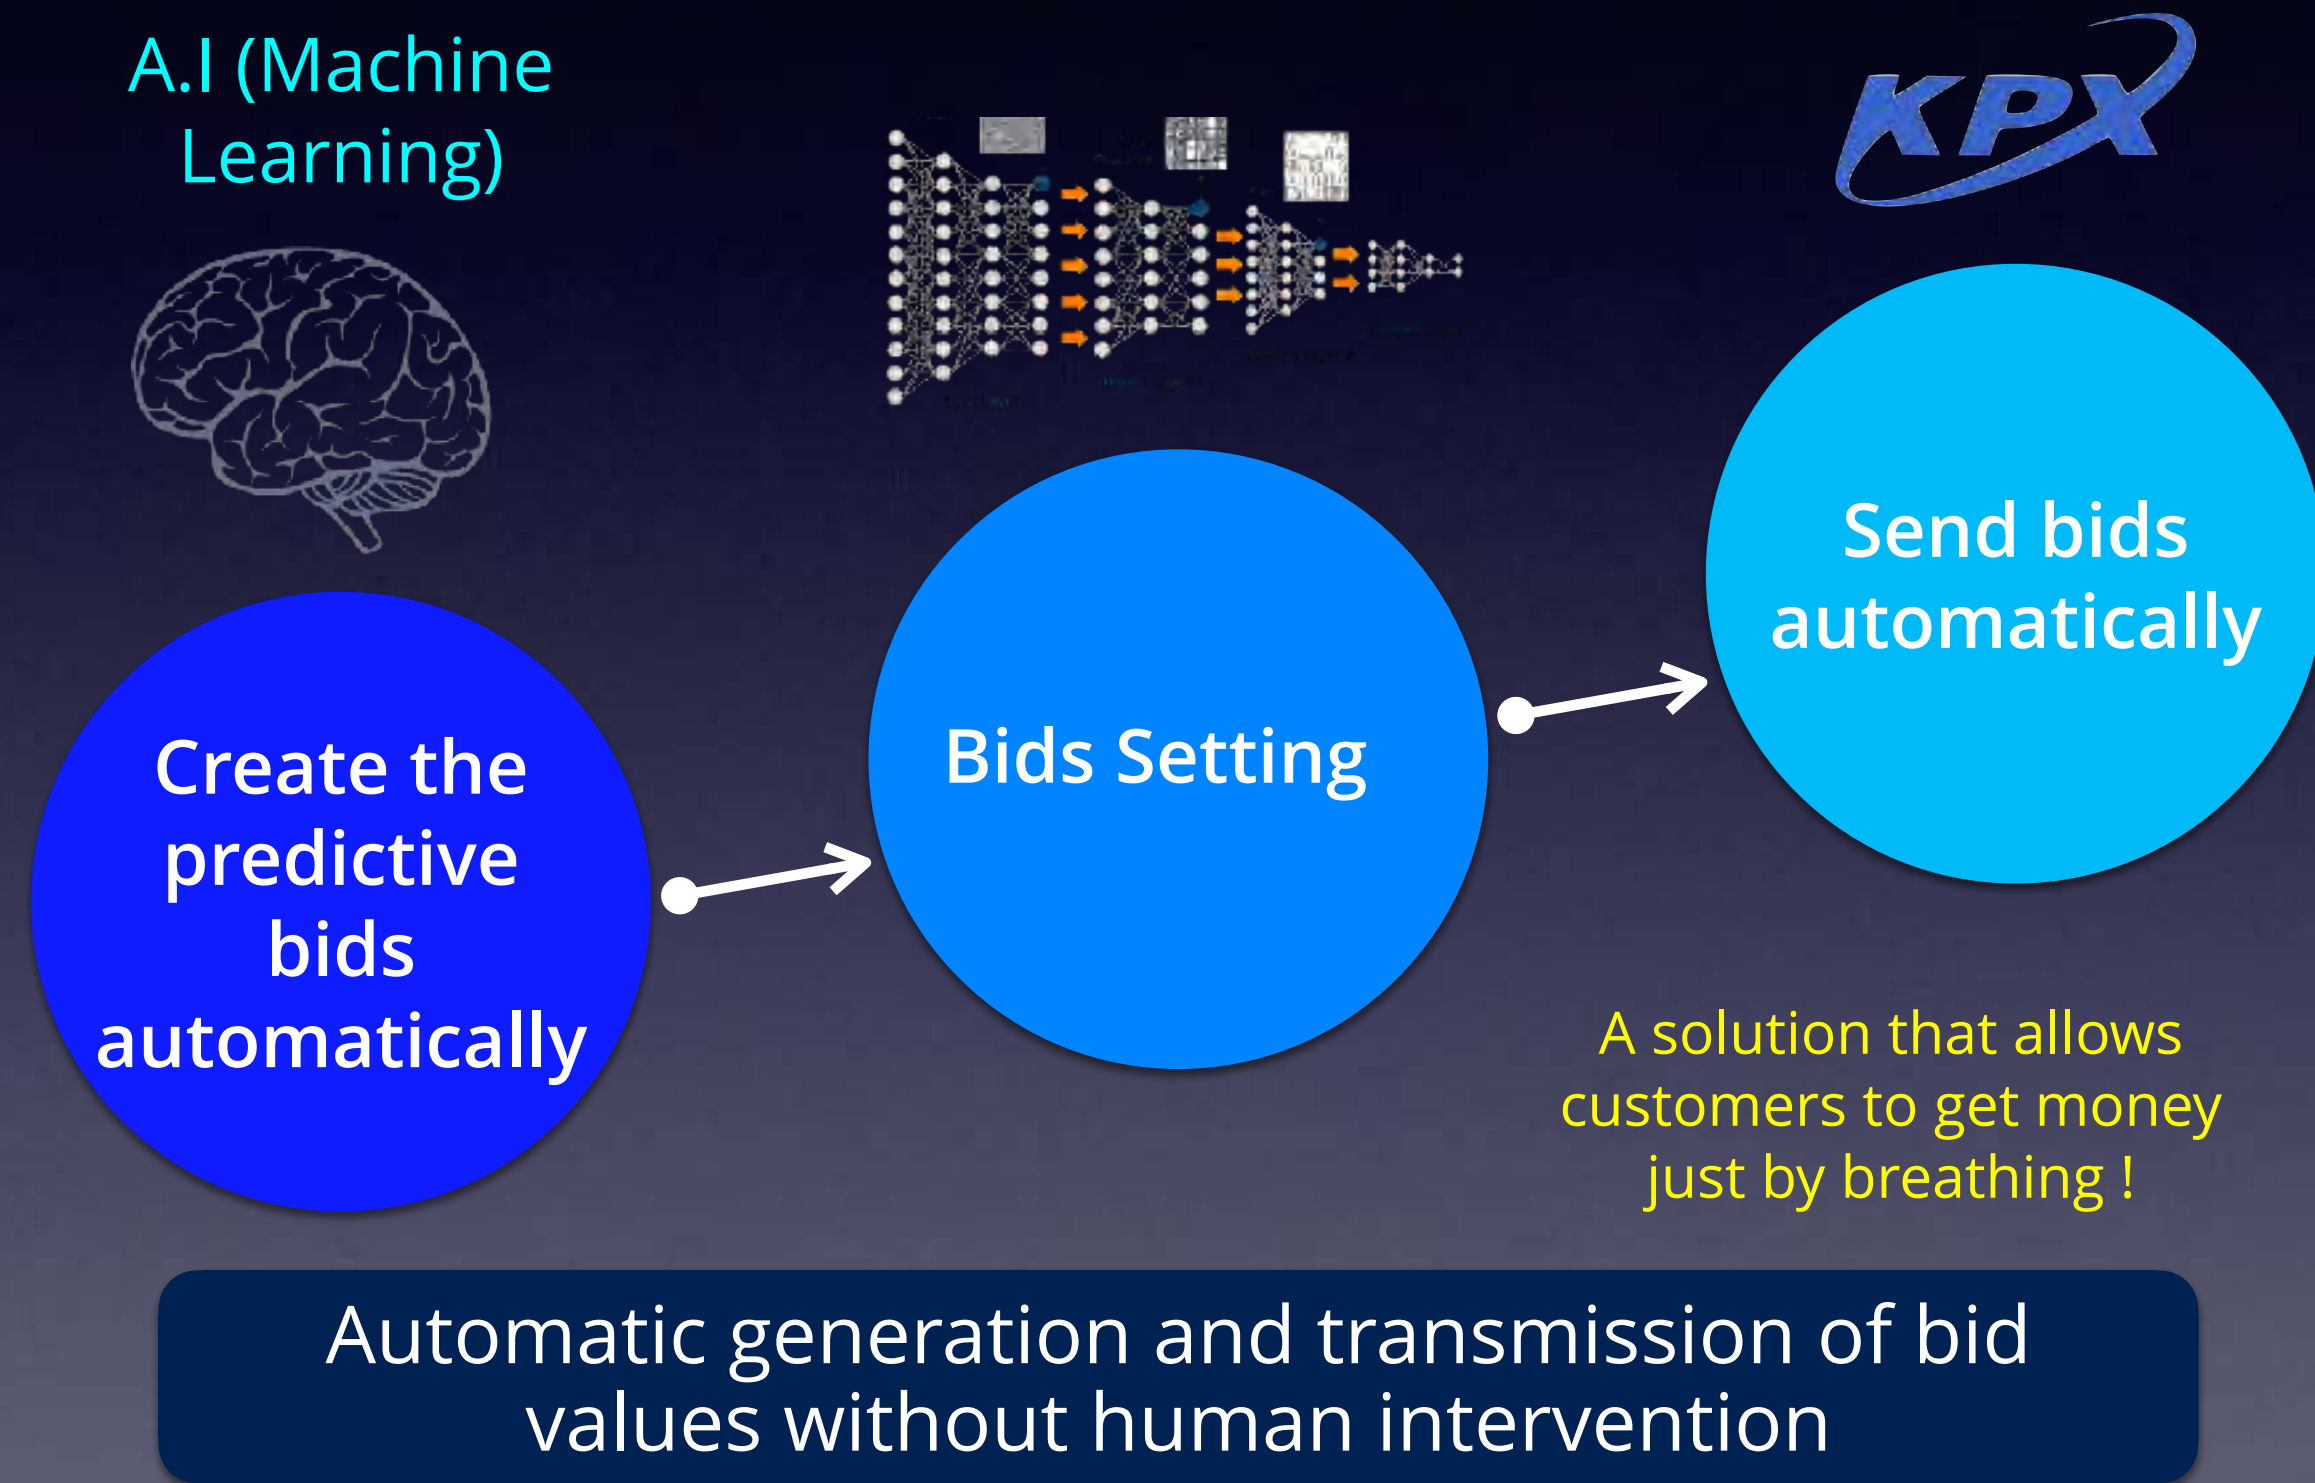 A.I (Machine
Learning)
KPX
Create the
predictive
bids
automatically
Bids Setting
Send bids
automatically
A solution that allows
customers to get money
just by breathing !
Automatic generation and transmission of bid
values without human intervention